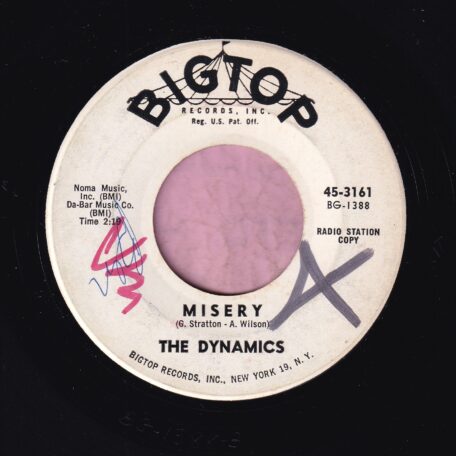 BIGTOP
RECORDS, INC.
Reg. U.S. Pat. Off.
Noma Music,
Inc. (BMI)
Da-Bar Music Co.
(BMI)
Time 2:19
45-3161
BG-1388
RADIO STATION
COPY
MISERY
(G. Stratton - A. Wilson)
THE DYNAMICS
BIGTOP RECORDS, INC., NEW YORK 19, N. Y.